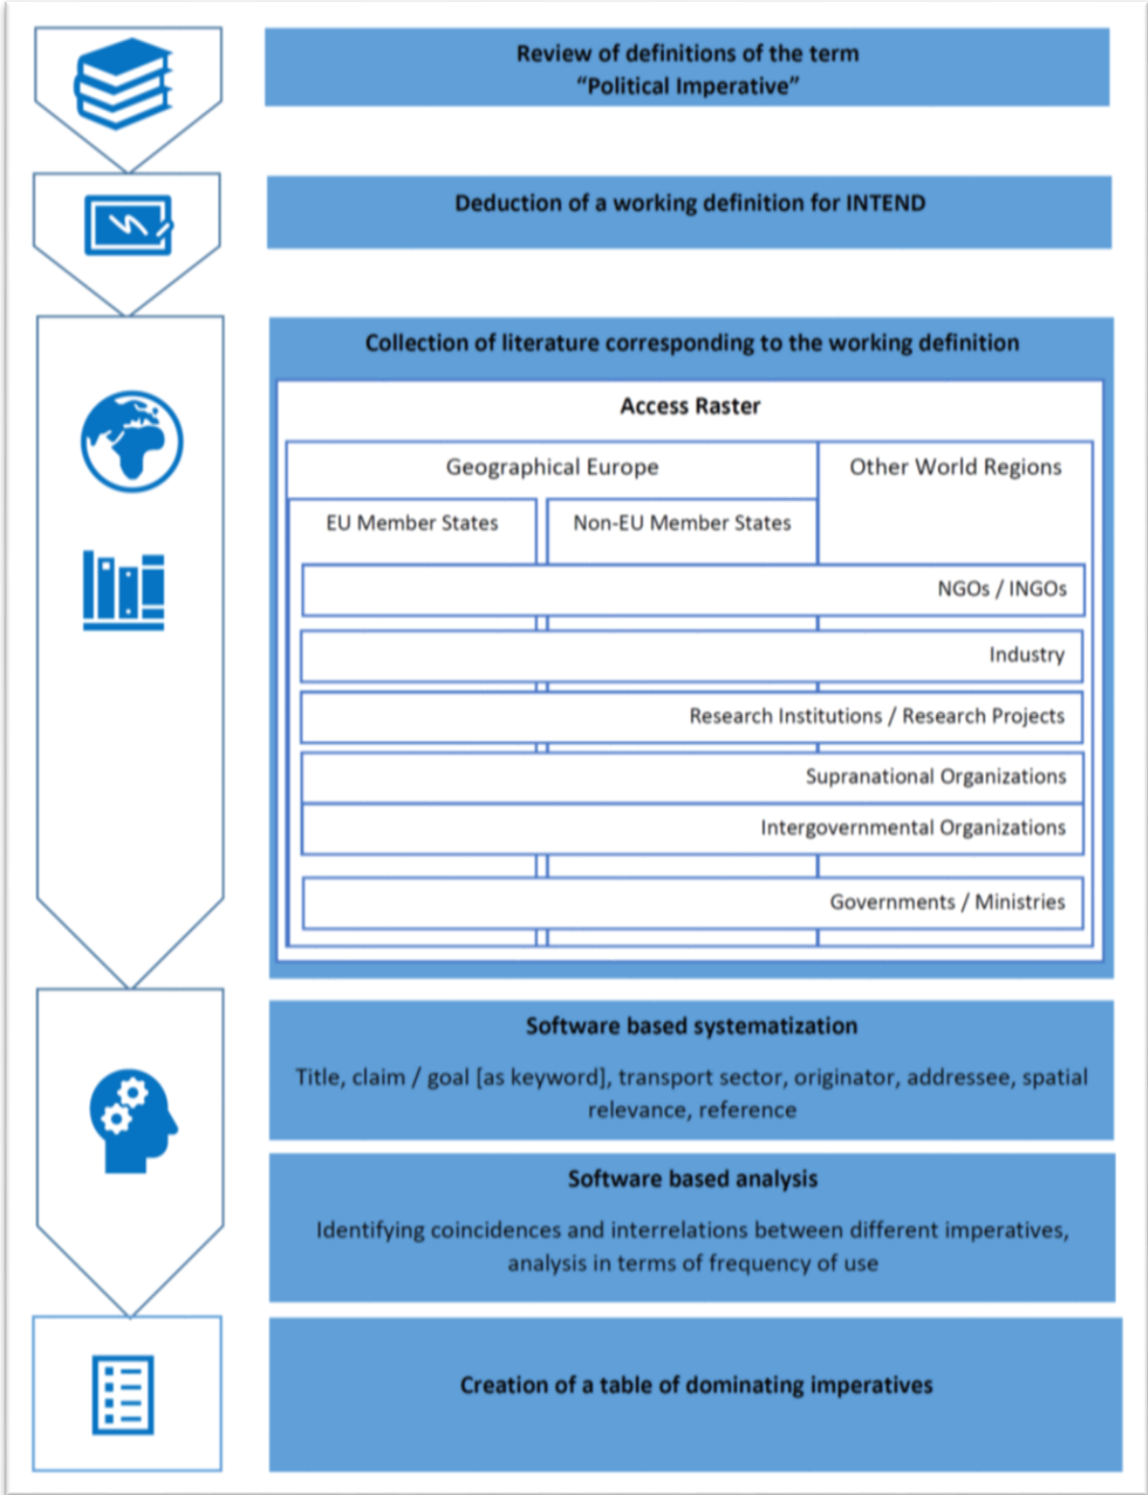 Review of definitions of the term
“Political Imperative”
Deduction of a working definition for INTEND
Collection of literature corresponding to the working definition
Access Raster
Geographical Europe
Other World Regions
EU Member States
Non-EU Member States
NGOs / INGOs
Industry
Research Institutions / Research Projects
Supranational Organizations
Intergovernmental Organizations
Governments / Ministries
Software based systematization
Title, claim / goal [as keyword], transport sector, originator, addressee, spatial
relevance, reference
Software based analysis
Identifying coincidences and interrelations between different imperatives,
analysis in terms of frequency of use
Creation of a table of dominating imperatives